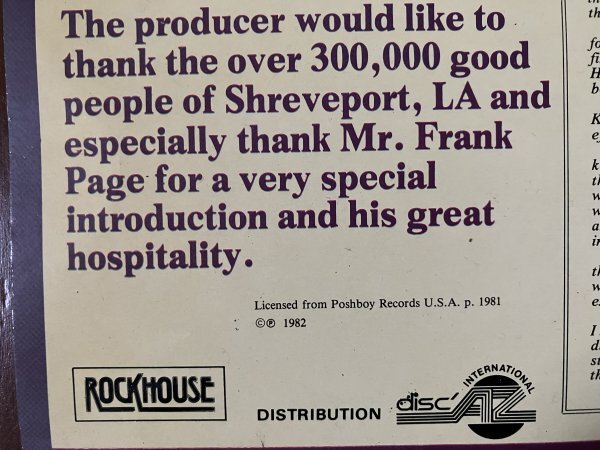 The producer would like to
thank the over 300,000 good
people of Shreveport, LA and
especially thank Mr. Frank
Page for a very special
introduction and his great
hospitality.
Licensed from Poshboy Records U.S.A. p. 1981
©℗ 1982
ROCKHOUSE
DISTRIBUTION
disc'AZ
INTERNATIONAL